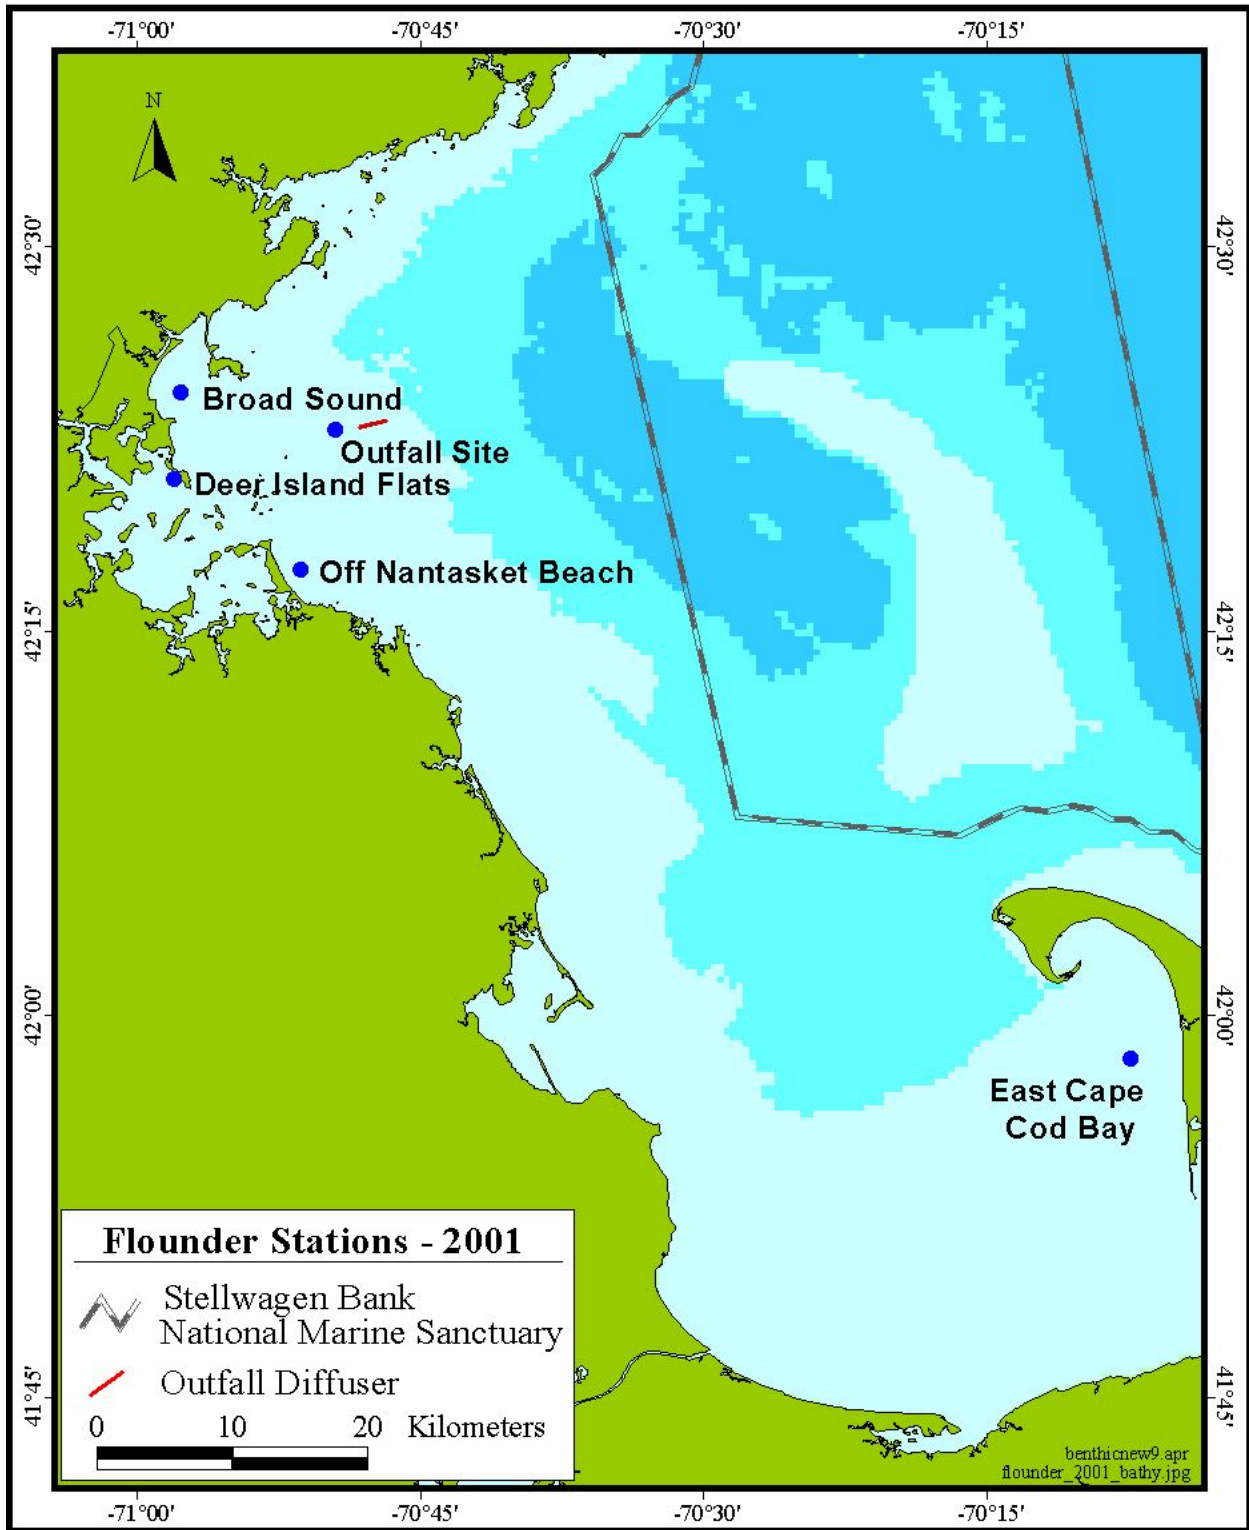 -71°00' -70°45' -70°30' -70°15'
N
42°30' 42°30'
Broad Sound
Outfall Site
Deer Island Flats
Off Nantasket Beach
42°15' 42°15'
42°00' 42°00'
East Cape
Cod Bay
Flounder Stations - 2001
Stellwagen Bank
National Marine Sanctuary
Outfall Diffuser
0 10 20 Kilometers
41°45' 41°45'
benthicnew9.apr
flounder_2001_bathy.jpg
-71°00' -70°45' -70°30' -70°15'